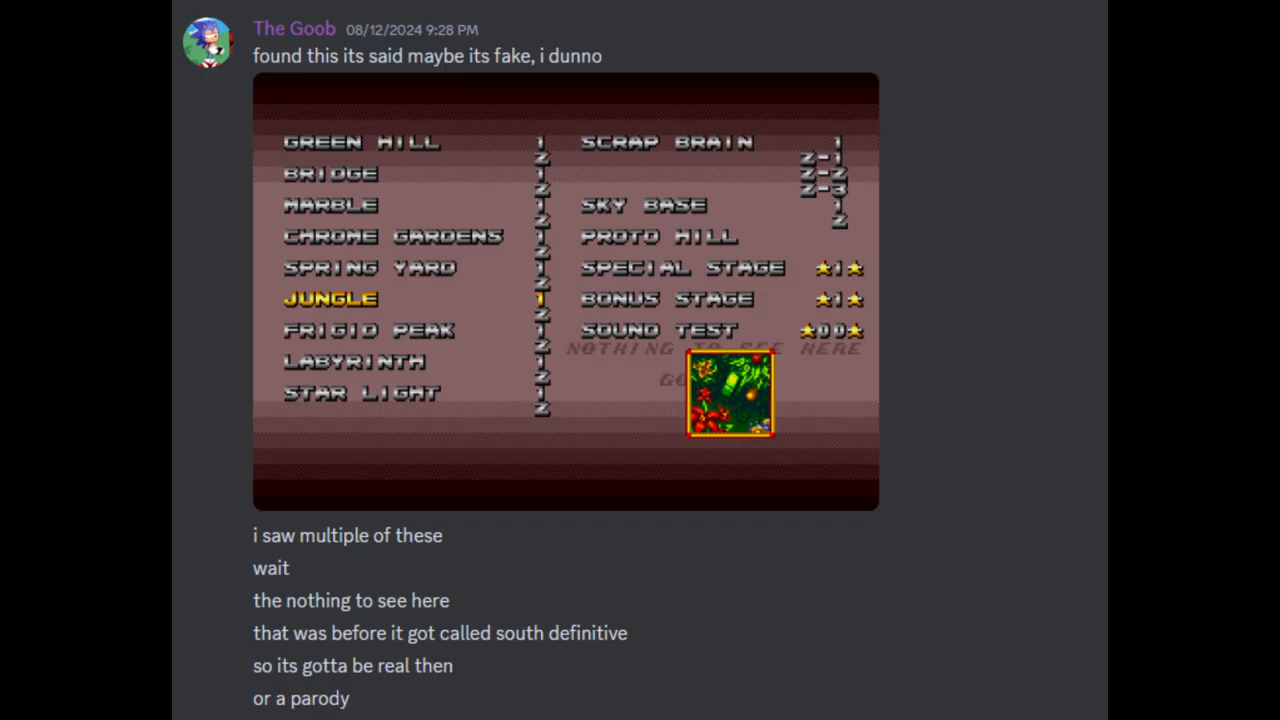 The Goob 08/12/2024 9:28 PM
found this its said maybe its fake, i dunno
GREEN HILL 1 SCRAP BRAIN 1
2 2-1
BRIDGE 1 2-2
2 2-3
MARBLE 1 SKY BASE 1
2 2
CHROME GARDENS 1 PROTO HILL
2
SPRING YARD 1 SPECIAL STAGE ★1★
2
JUNGLE 1 BONUS STAGE ★1★
2
FRIGID PEAK 1 SOUND TEST ★00★
2 NOTHING TO SEE HERE
LABYRINTH 1
2 GO
STAR LIGHT 1
2
i saw multiple of these
wait
the nothing to see here
that was before it got called south definitive
so its gotta be real then
or a parody